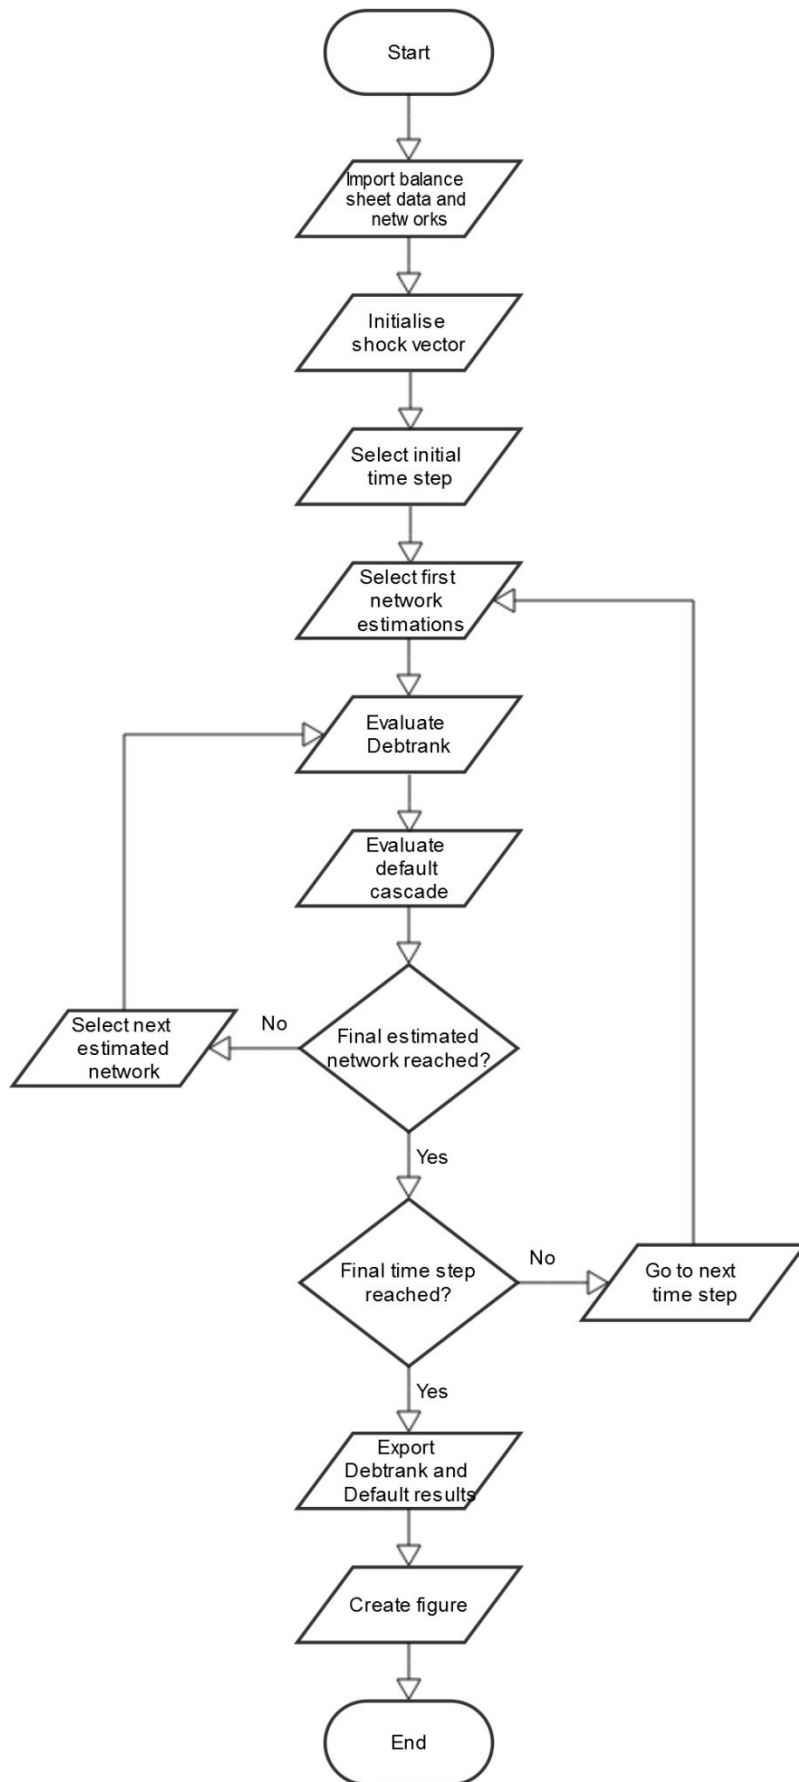 Start
Import balance
sheet data and
netw orks
Initialise
shock vector
Select initial
time step
Select first
network
estimations
Evaluate
Debtrank
Evaluate
default
cascade
Select next
estimated
network
No
Final estimated
network reached?
Yes
Final time step
reached?
No
Go to next
time step
Yes
Export
Debtrank and
Default results
Create figure
End